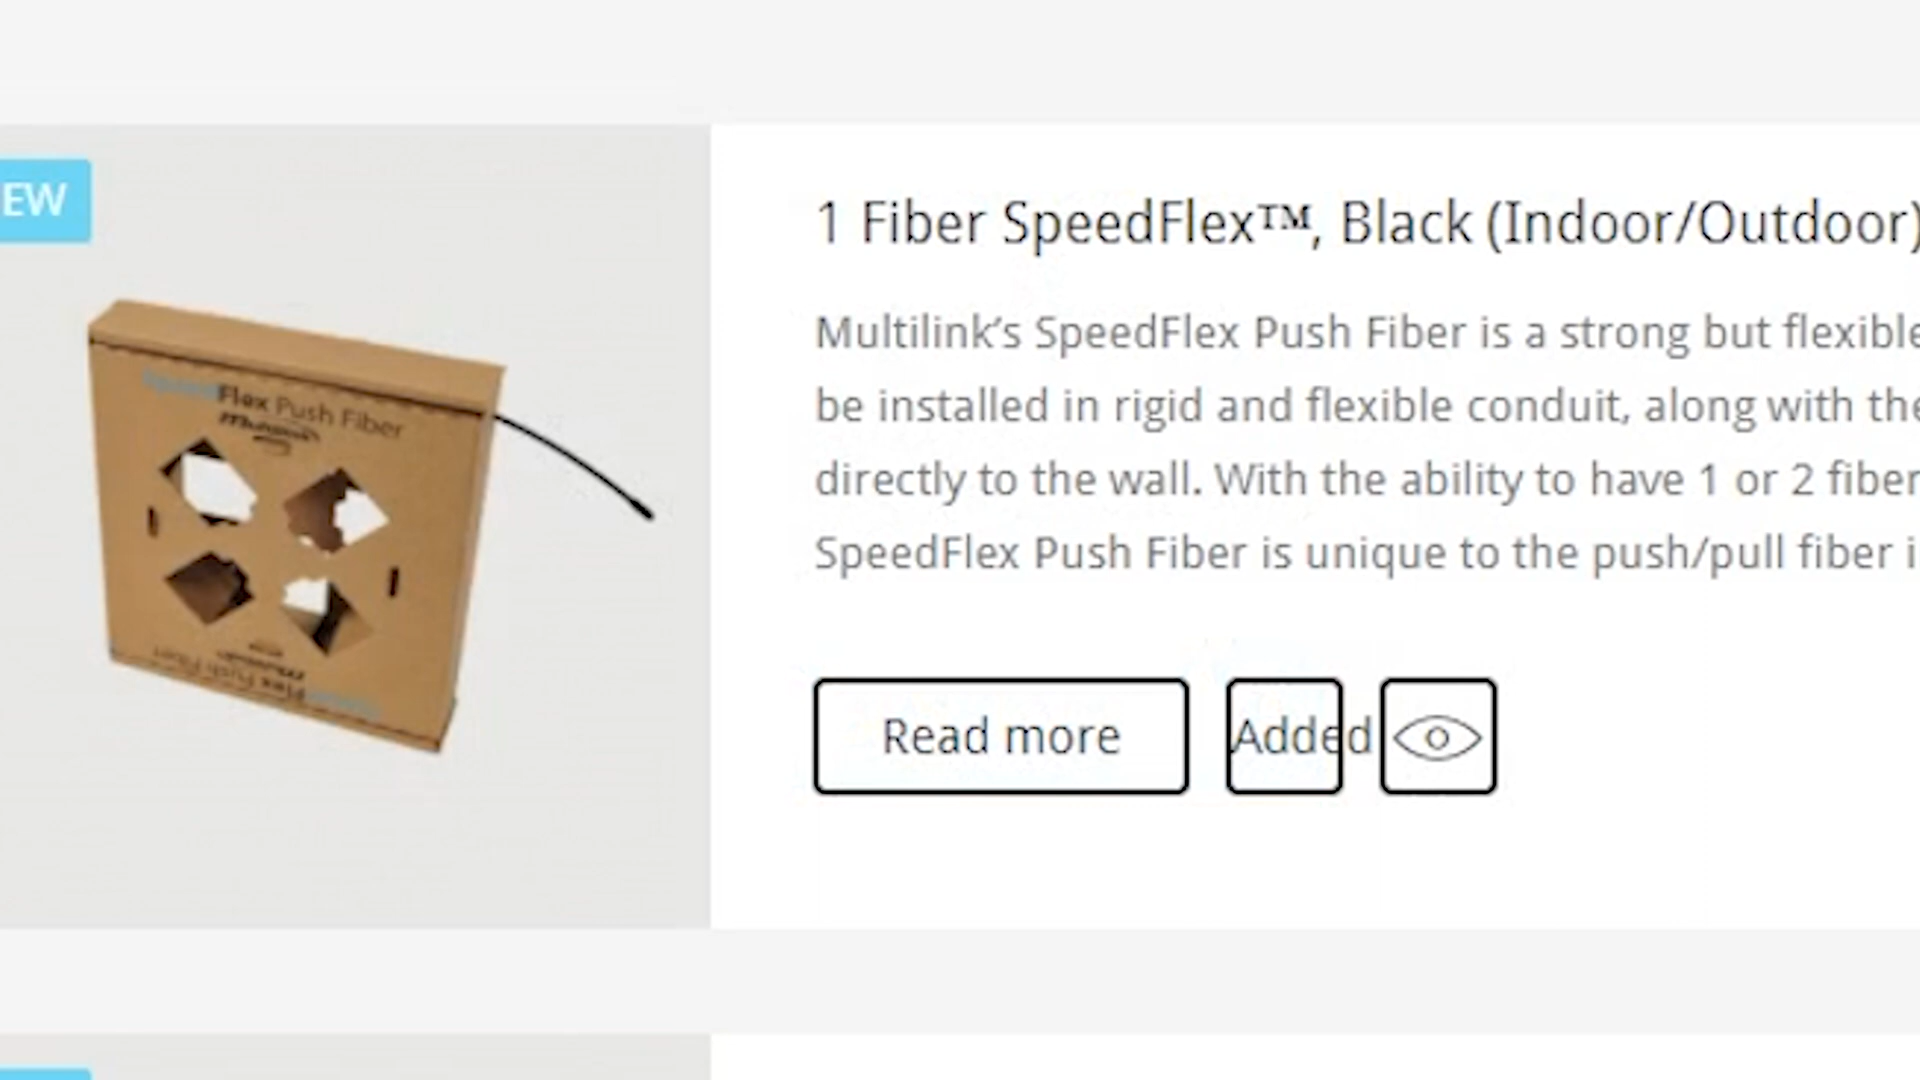 EW
1 Fiber SpeedFlex™, Black (Indoor/Outdoor)
Multilink’s SpeedFlex Push Fiber is a strong but flexible
be installed in rigid and flexible conduit, along with the
directly to the wall. With the ability to have 1 or 2 fiber
SpeedFlex Push Fiber is unique to the push/pull fiber i
SpeedFlex Push Fiber
Multilink
Read more
Added